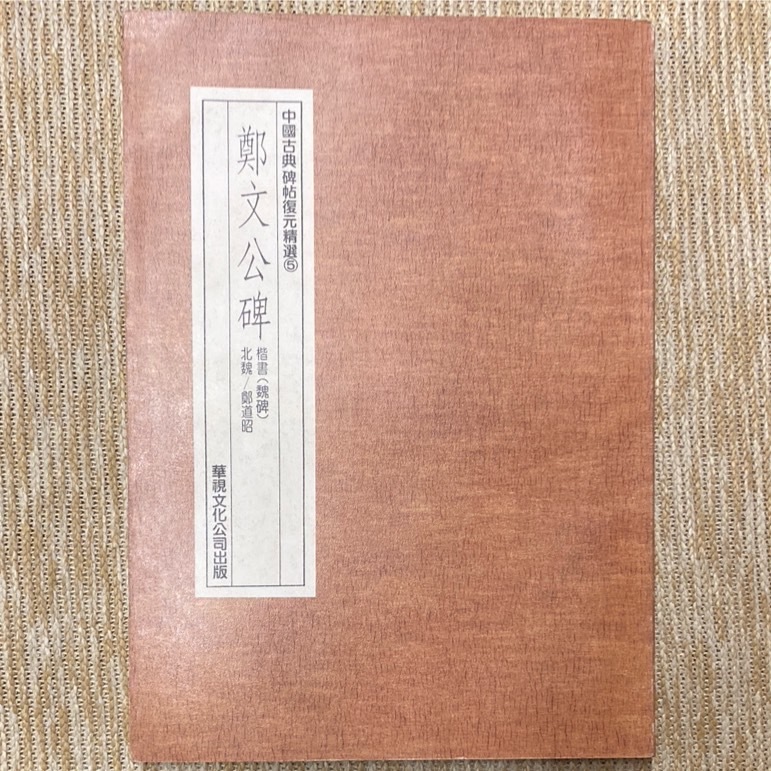 中國古典碑帖復元精選⑤
鄭文公碑
楷書（魏碑）
北魏／鄭道昭
華視文化公司出版